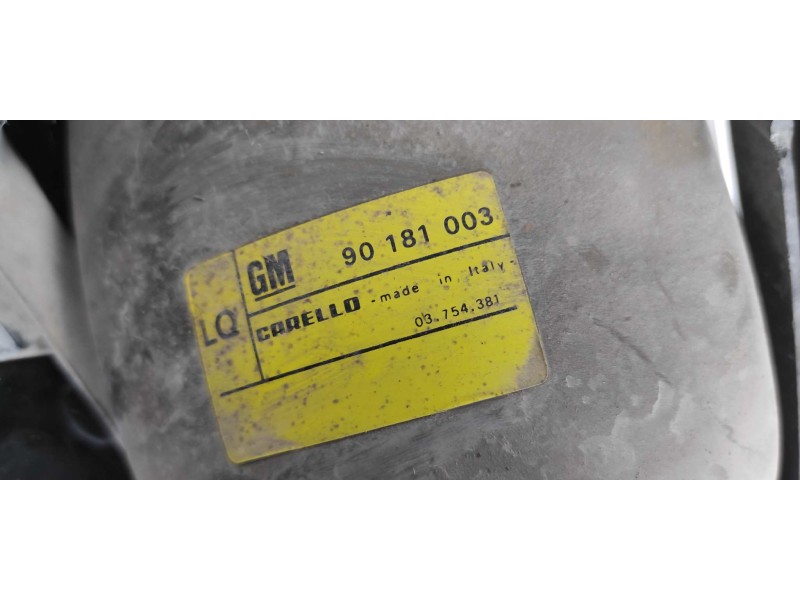 GM 90 181 003
LQ CARELLO - made in Italy -
03.754.381